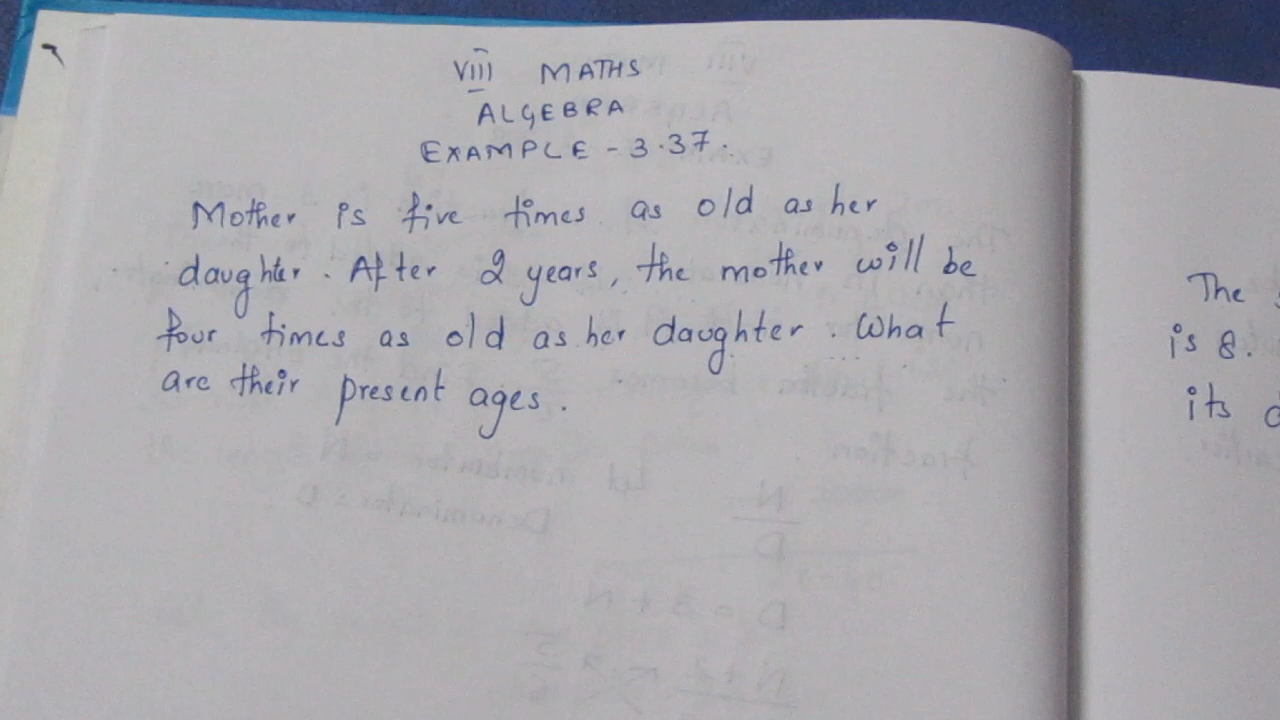 VIII MATHS
ALGEBRA
EXAMPLE - 3.37.
Mother is five times as old as her
daughter. After 2 years, the mother will be
four times as old as her daughter. What
are their present ages.
The
is 8.
its